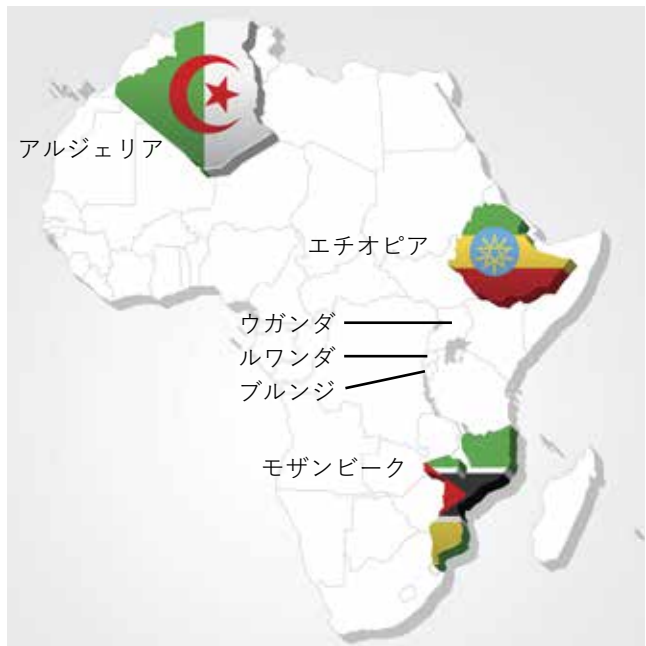 アルジェリア
エチオピア
ウガンダ
ルワンダ
ブルンジ
モザンビーク